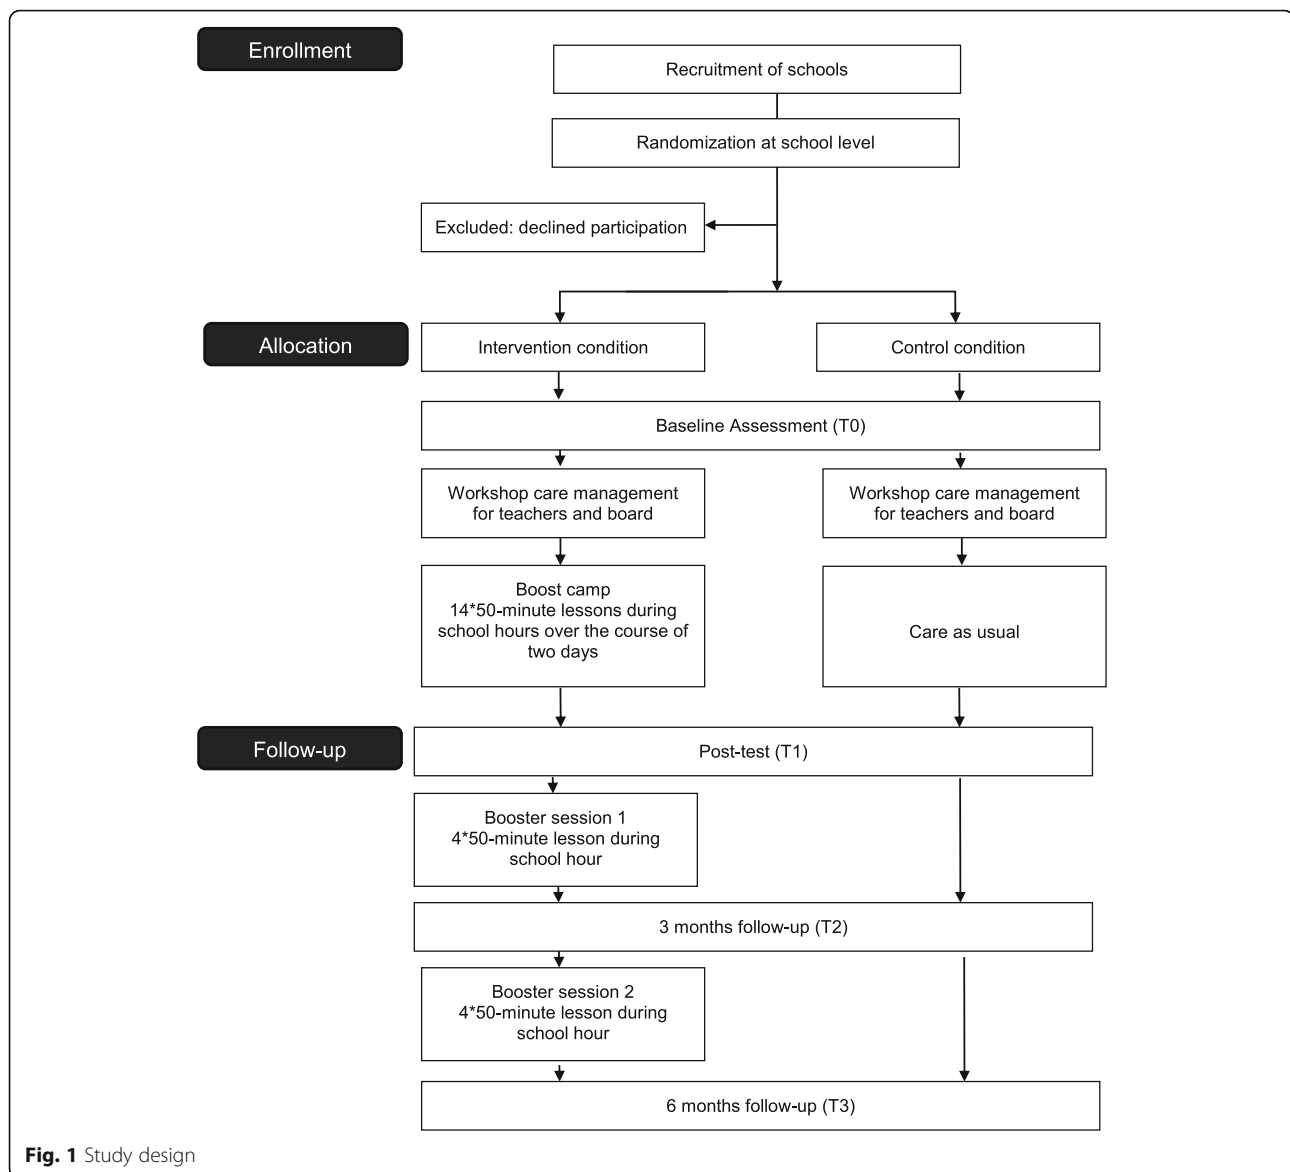 Enrollment
Recruitment of schools
Randomization at school level
Excluded: declined participation
Allocation
Intervention condition
Control condition
Baseline Assessment (T0)
Workshop care management
for teachers and board
Workshop care management
for teachers and board
Boost camp
14*50-minute lessons during
school hours over the course of
two days
Care as usual
Follow-up
Post-test (T1)
Booster session 1
4*50-minute lesson during
school hour
3 months follow-up (T2)
Booster session 2
4*50-minute lesson during
school hour
6 months follow-up (T3)
Fig. 1 Study design